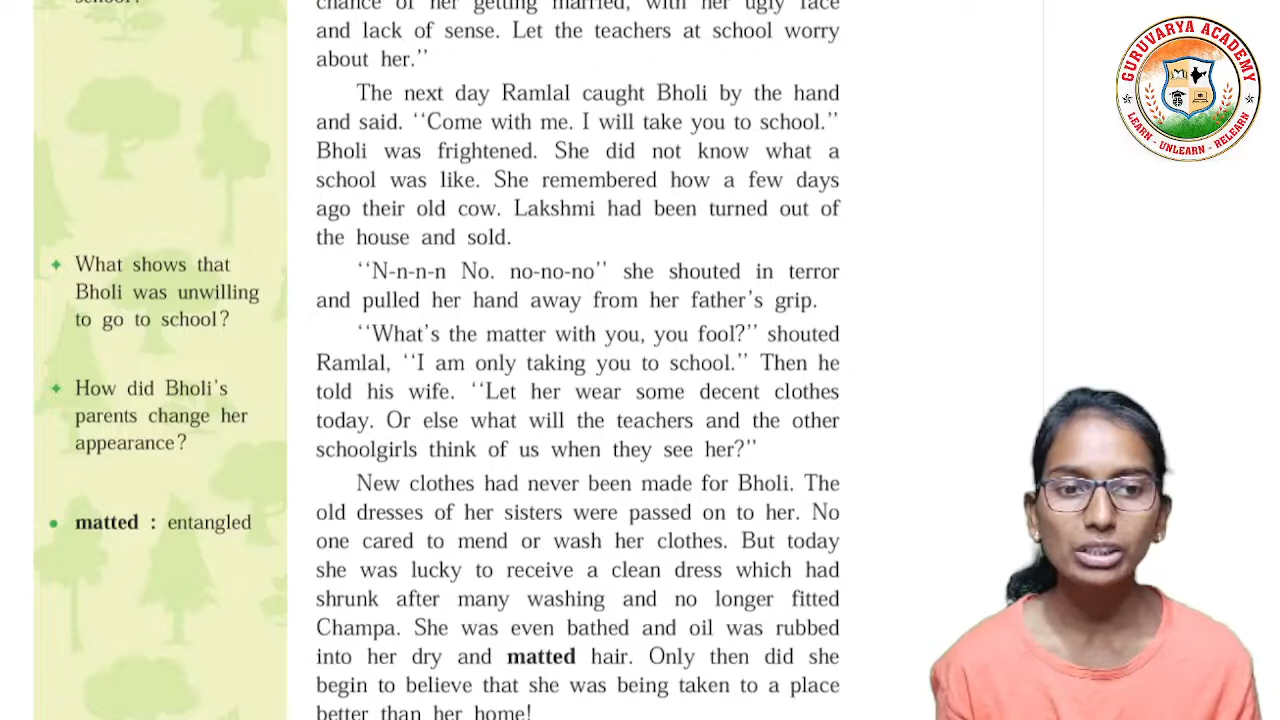 school?
chance of her getting married, with her ugly face
and lack of sense. Let the teachers at school worry
about her."
The next day Ramlal caught Bholi by the hand
and said. ‘‘Come with me. I will take you to school.’’
Bholi was frightened. She did not know what a
school was like. She remembered how a few days
ago their old cow. Lakshmi had been turned out of
the house and sold.
‘‘N-n-n-n No. no-no-no’’ she shouted in terror
and pulled her hand away from her father’s grip.
‘‘What’s the matter with you, you fool?’’ shouted
Ramlal, ‘‘I am only taking you to school.’’ Then he
told his wife. ‘‘Let her wear some decent clothes
today. Or else what will the teachers and the other
schoolgirls think of us when they see her?’’
New clothes had never been made for Bholi. The
old dresses of her sisters were passed on to her. No
one cared to mend or wash her clothes. But today
she was lucky to receive a clean dress which had
shrunk after many washing and no longer fitted
Champa. She was even bathed and oil was rubbed
into her dry and matted hair. Only then did she
begin to believe that she was being taken to a place
better than her home!
What shows that
Bholi was unwilling
to go to school?
How did Bholi’s
parents change her
appearance?
matted : entangled
GURUVARYA ACADEMY
LEARN - UNLEARN - RELEARN